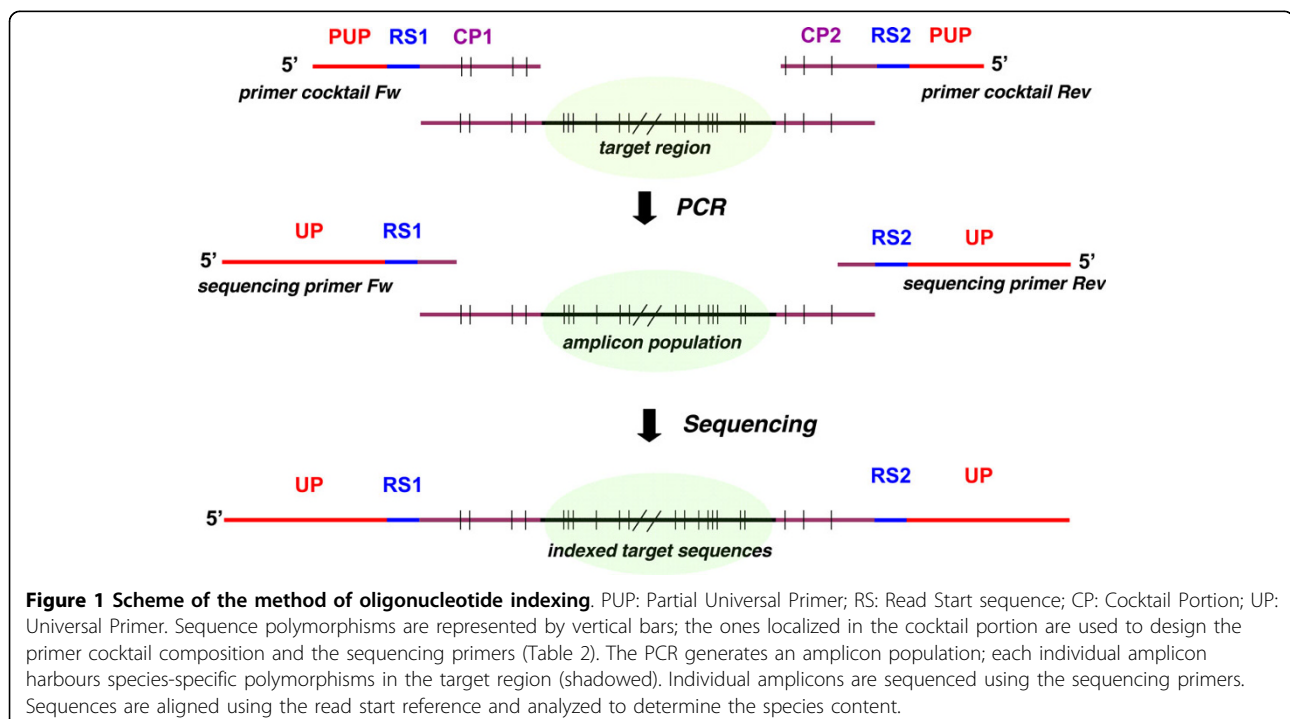 PUP RS1 CP1 CP2 RS2 PUP
5’ 5’
primer cocktail Fw primer cocktail Rev
target region
PCR
UP RS1 RS2 UP
5’ 5’
sequencing primer Fw sequencing primer Rev
amplicon population
Sequencing
UP RS1 RS2 UP
5’
indexed target sequences
Figure 1 Scheme of the method of oligonucleotide indexing. PUP: Partial Universal Primer; RS: Read Start sequence; CP: Cocktail Portion; UP:
Universal Primer. Sequence polymorphisms are represented by vertical bars; the ones localized in the cocktail portion are used to design the
primer cocktail composition and the sequencing primers (Table 2). The PCR generates an amplicon population; each individual amplicon
harbours species-specific polymorphisms in the target region (shadowed). Individual amplicons are sequenced using the sequencing primers.
Sequences are aligned using the read start reference and analyzed to determine the species content.